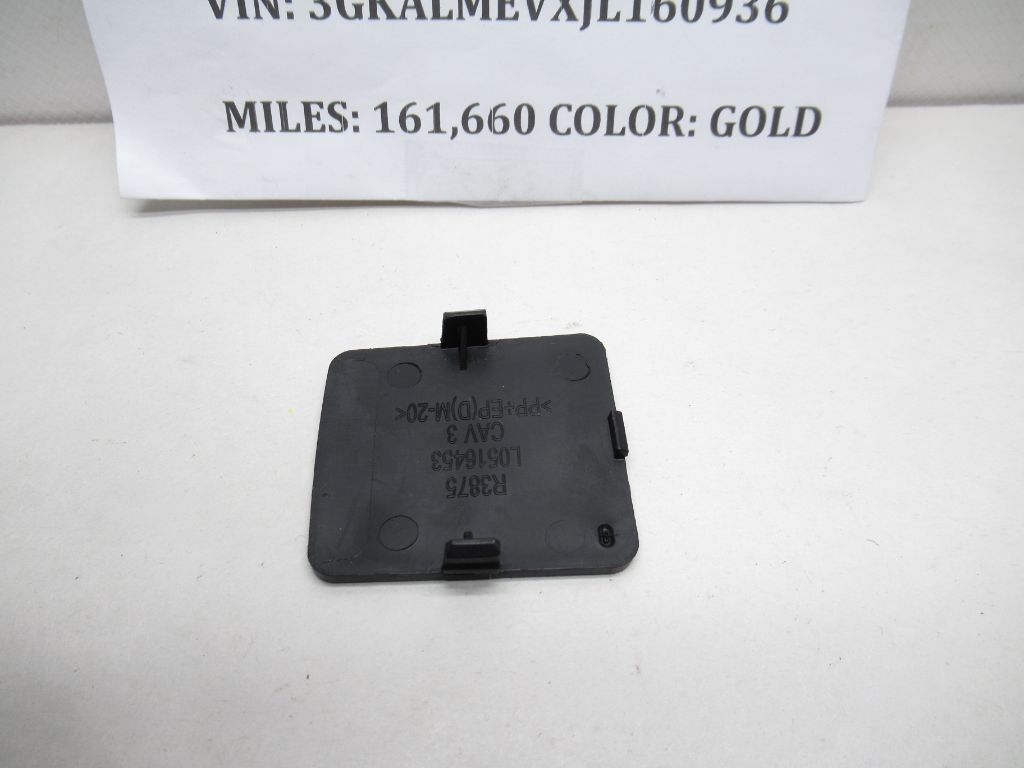 VIN: 3GKALMEVXJL160936
MILES: 161,660 COLOR: GOLD
R3875
L0516453
CAV 3
>PP+EP(D)M-20<